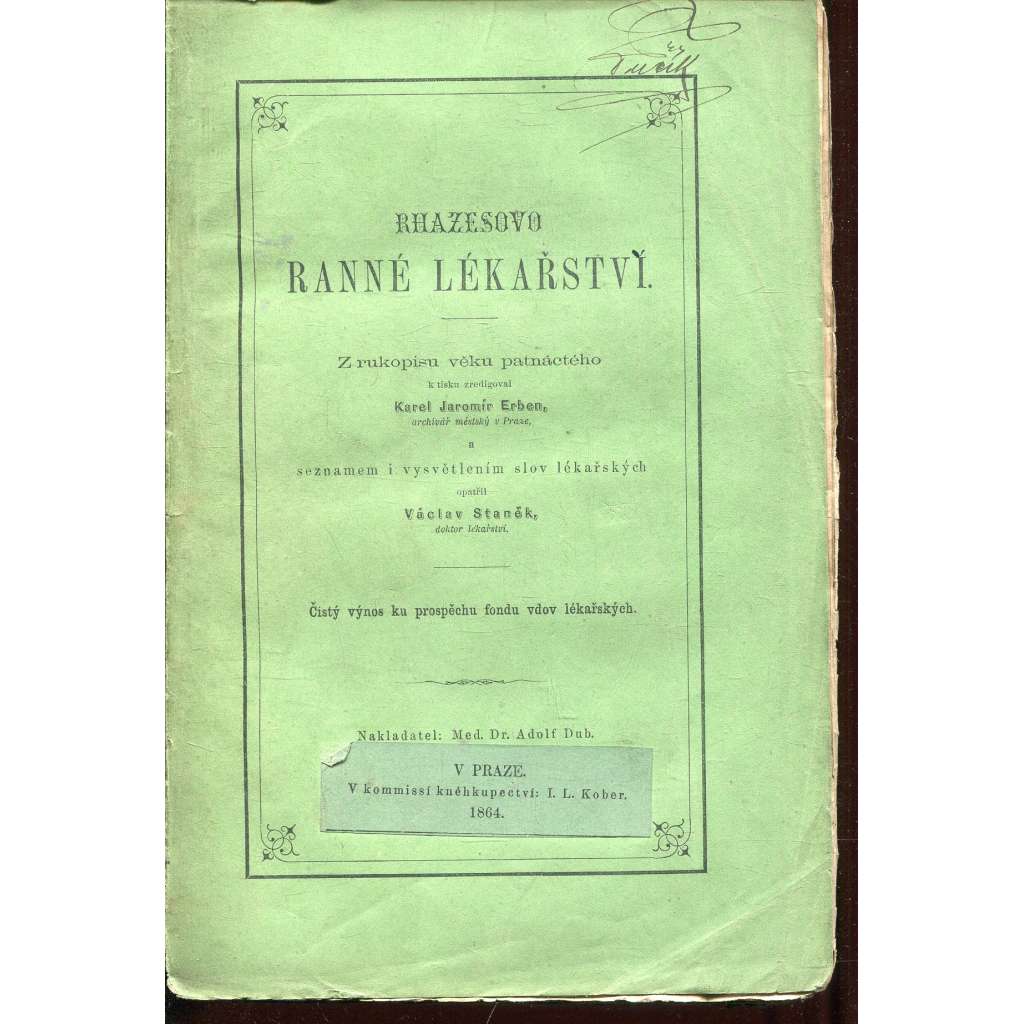 RHAZESOVO
RANNÉ LÉKAŘSTVÍ.
Z rukopisu věku patnáctého
k tisku zredigoval
Karel Jaromír Erben,
archivář městský v Praze,
a
seznamem i vysvětlením slov lékařských
opatřil
Václav Staněk,
doktor lékařství.
Čistý výnos ku prospěchu fondu vdov lékařských.
Nakladatel: Med. Dr. Adolf Dub.
V PRAZE.
V kommissí kněhkupectví: I. L. Kober.
1864.